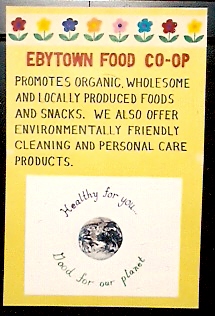 EBYTOWN FOOD CO-OP
PROMOTES ORGANIC, WHOLESOME
AND LOCALLY PRODUCED FOODS
AND SNACKS. WE ALSO OFFER
ENVIRONMENTALLY FRIENDLY
CLEANING AND PERSONAL CARE
PRODUCTS.
Healthy for you...
Good for our planet